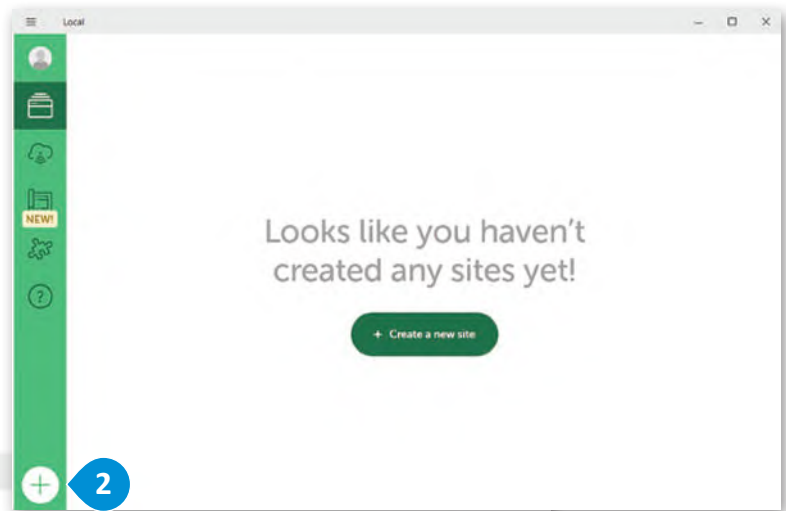 Local
NEW!
Looks like you haven't
created any sites yet!
+ Create a new site
2